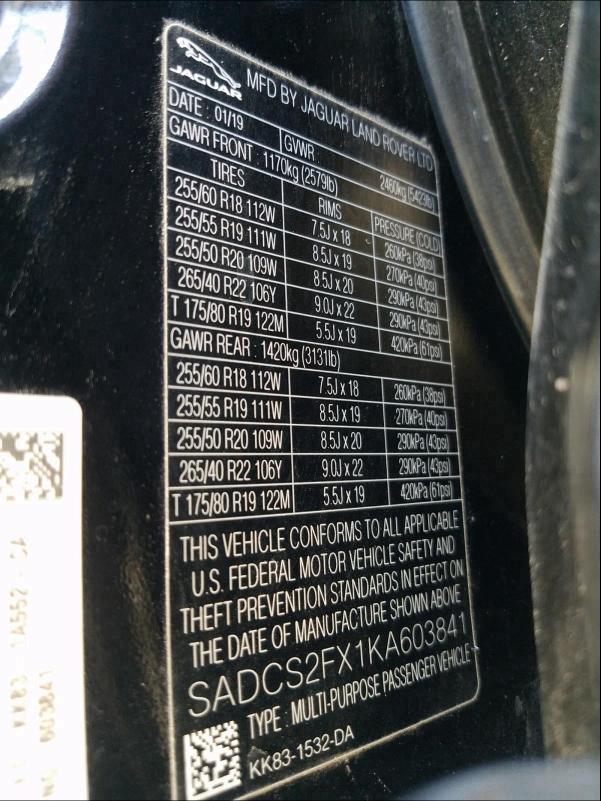 JAGUAR
MFD BY JAGUAR LAND ROVER LTD
DATE : 01/19 GVWR : 2460kg (5423lb)
GAWR FRONT : 1170kg (2579lb)
TIRES RIMS PRESSURE (COLD)
255/60 R18 112W 7.5J x 18 260kPa (38psi)
255/55 R19 111W 8.5J x 19 270kPa (40psi)
255/50 R20 109W 8.5J x 20 290kPa (43psi)
265/40 R22 106Y 9.0J x 22 290kPa (43psi)
T 175/80 R19 122M 5.5J x 19 420kPa (61psi)
GAWR REAR : 1420kg (3131lb)
255/60 R18 112W 7.5J x 18 260kPa (38psi)
255/55 R19 111W 8.5J x 19 270kPa (40psi)
255/50 R20 109W 8.5J x 20 290kPa (43psi)
265/40 R22 106Y 9.0J x 22 290kPa (43psi)
T 175/80 R19 122M 5.5J x 19 420kPa (61psi)
THIS VEHICLE CONFORMS TO ALL APPLICABLE
U.S. FEDERAL MOTOR VEHICLE SAFETY AND
THEFT PREVENTION STANDARDS IN EFFECT ON
THE DATE OF MANUFACTURE SHOWN ABOVE
SADCS2FX1KA603841
TYPE : MULTI-PURPOSE PASSENGER VEHICLE
KK83-1532-DA
KK83 - 1A552 - CA
603841